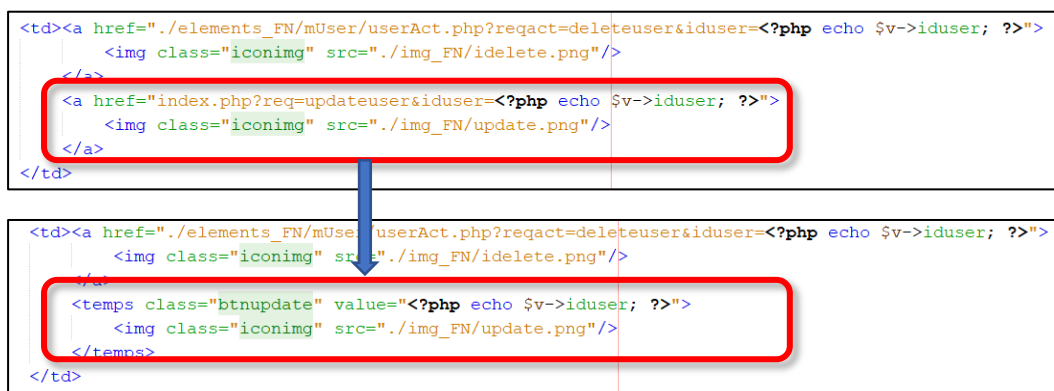 <td><a href="./elements_FN/mUser/userAct.php?reqact=deleteuser&iduser=<?php echo $v->iduser; ?>">
<img class="iconimg" src="./img_FN/idelete.png"/>
</a>
<a href="index.php?req=updateuser&iduser=<?php echo $v->iduser; ?>">
<img class="iconimg" src="./img_FN/update.png"/>
</a>
</td>
<td><a href="./elements_FN/mUser/userAct.php?reqact=deleteuser&iduser=<?php echo $v->iduser; ?>">
<img class="iconimg" src="./img_FN/idelete.png"/>
</a>
<temps class="btnupdate" value="<?php echo $v->iduser; ?>">
<img class="iconimg" src="./img_FN/update.png"/>
</temps>
</td>